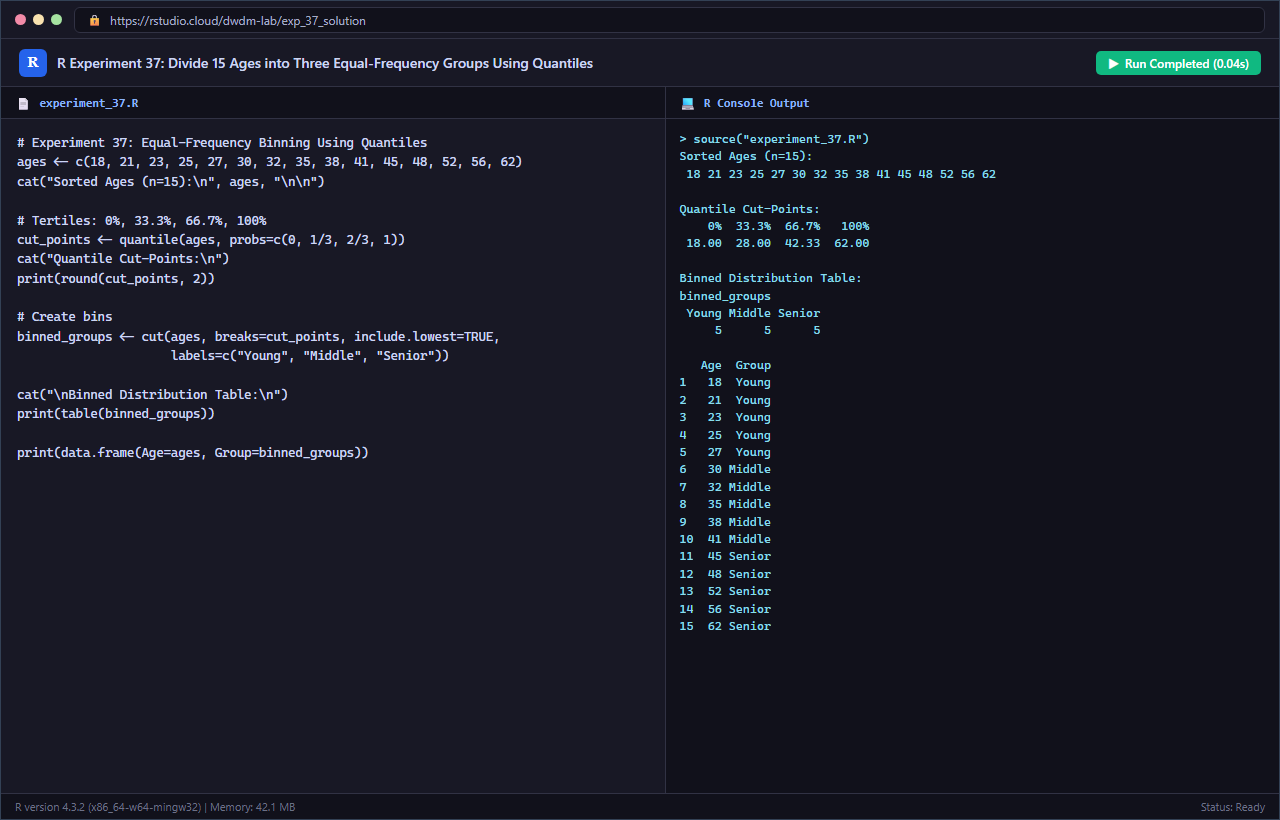 https://rstudio.cloud/dwdm-lab/exp_37_solution
R R Experiment 37: Divide 15 Ages into Three Equal-Frequency Groups Using Quantiles
▶ Run Completed (0.04s)
experiment_37.R
# Experiment 37: Equal-Frequency Binning Using Quantiles
ages <- c(18, 21, 23, 25, 27, 30, 32, 35, 38, 41, 45, 48, 52, 56, 62)
cat("Sorted Ages (n=15):\n", ages, "\n\n")
# Tertiles: 0%, 33.3%, 66.7%, 100%
cut_points <- quantile(ages, probs=c(0, 1/3, 2/3, 1))
cat("Quantile Cut-Points:\n")
print(round(cut_points, 2))
# Create bins
binned_groups <- cut(ages, breaks=cut_points, include.lowest=TRUE,
                     labels=c("Young", "Middle", "Senior"))
cat("\nBinned Distribution Table:\n")
print(table(binned_groups))
print(data.frame(Age=ages, Group=binned_groups))
R Console Output
> source("experiment_37.R")
Sorted Ages (n=15):
 18 21 23 25 27 30 32 35 38 41 45 48 52 56 62
Quantile Cut-Points:
    0%  33.3%  66.7%   100%
 18.00  28.00  42.33  62.00
Binned Distribution Table:
binned_groups
 Young Middle Senior
     5      5      5
   Age  Group
1   18  Young
2   21  Young
3   23  Young
4   25  Young
5   27  Young
6   30 Middle
7   32 Middle
8   35 Middle
9   38 Middle
10  41 Middle
11  45 Senior
12  48 Senior
13  52 Senior
14  56 Senior
15  62 Senior
R version 4.3.2 (x86_64-w64-mingw32) | Memory: 42.1 MB
Status: Ready